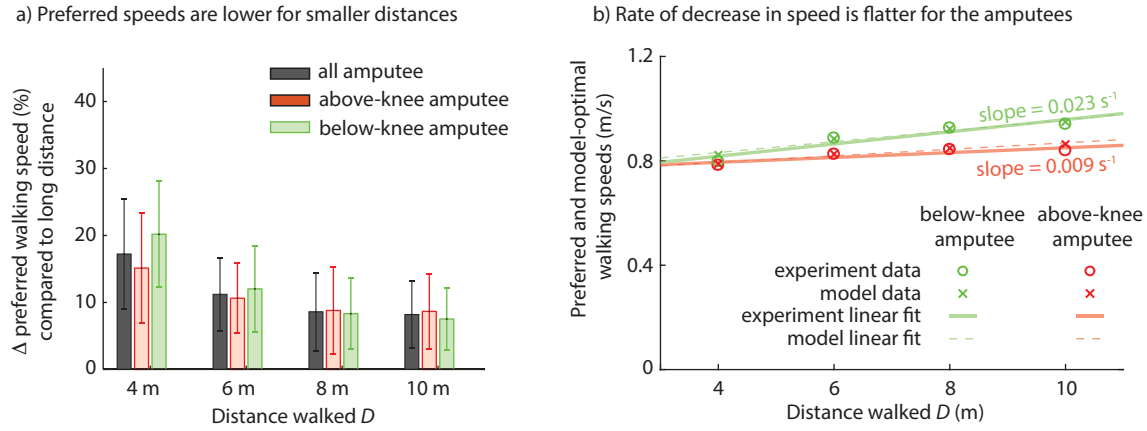 a) Preferred speeds are lower for smaller distances
Δ preferred walking speed (%)
compared to long distance
40
30
20
10
0
all amputee
above-knee amputee
below-knee amputee
4 m
6 m
8 m
10 m
Distance walked D
b) Rate of decrease in speed is flatter for the amputees
Preferred and model-optimal
walking speeds (m/s)
1.2
0.8
0.4
0
slope = 0.023 s⁻¹
slope = 0.009 s⁻¹
below-knee
amputee
above-knee
amputee
experiment data
model data
experiment linear fit
model linear fit
4
6
8
10
Distance walked D (m)